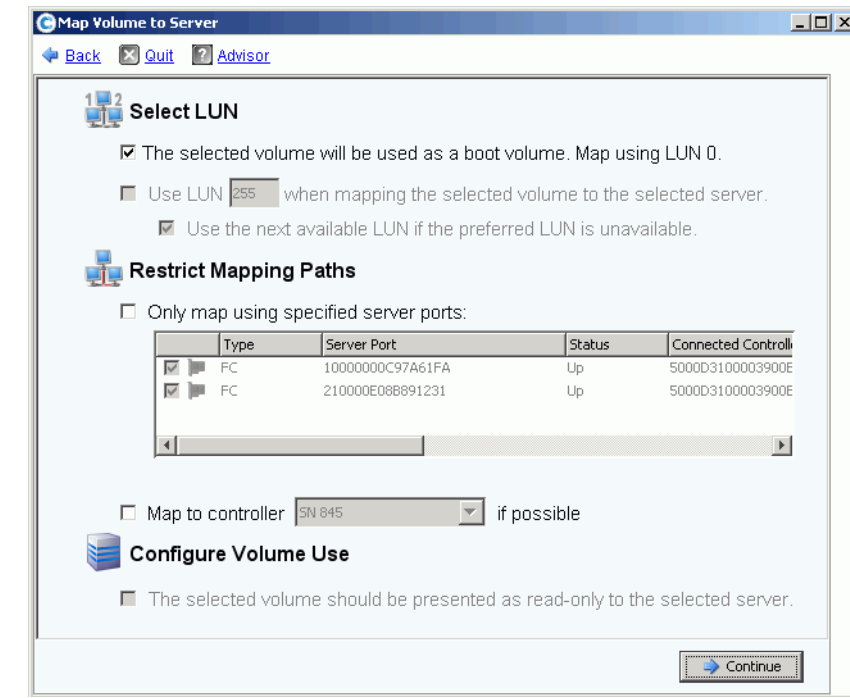 Map Volume to Server
Back Quit Advisor
1 2
Select LUN
The selected volume will be used as a boot volume. Map using LUN 0.
Use LUN 255 when mapping the selected volume to the selected server.
Use the next available LUN if the preferred LUN is unavailable.
Restrict Mapping Paths
Only map using specified server ports:
Type Server Port Status Connected Controll
FC 10000000C97A61FA Up 5000D3100003900E
FC 210000E08B891231 Up 5000D3100003900E
Map to controller SN 845 if possible
Configure Volume Use
The selected volume should be presented as read-only to the selected server.
Continue